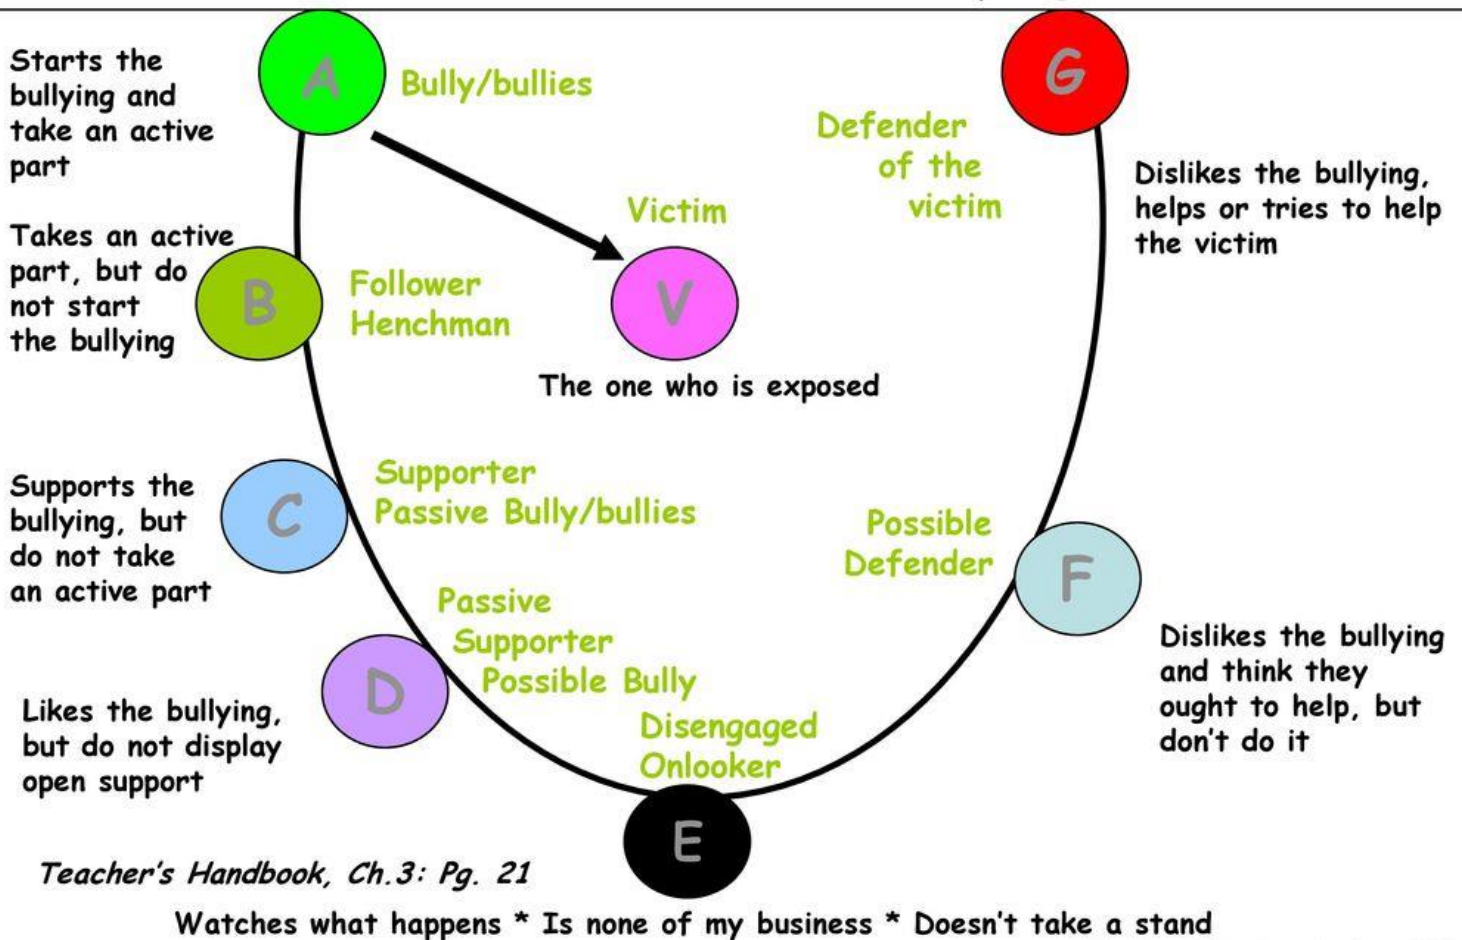 Starts the
bullying and
take an active
part
A
Bully/bullies
Takes an active
part, but do
not start
the bullying
B
Follower
Henchman
Victim
V
The one who is exposed
Supports the
bullying, but
do not take
an active part
C
Supporter
Passive Bully/bullies
Likes the bullying,
but do not display
open support
D
Passive
Supporter
Possible Bully
Disengaged
Onlooker
E
Watches what happens * Is none of my business * Doesn't take a stand
Possible
Defender
F
Dislikes the bullying
and think they
ought to help, but
don't do it
Defender
of the
victim
G
Dislikes the bullying,
helps or tries to help
the victim
Teacher's Handbook, Ch.3: Pg. 21